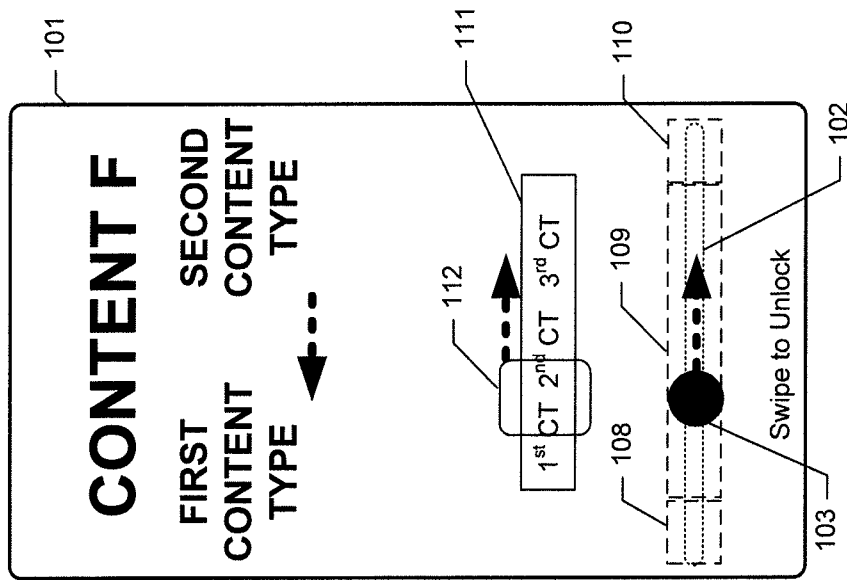 101
CONTENT F
FIRST CONTENT TYPE
SECOND CONTENT TYPE
111
112
1st CT 2nd CT 3rd CT
110
109
108
102
Swipe to Unlock
103